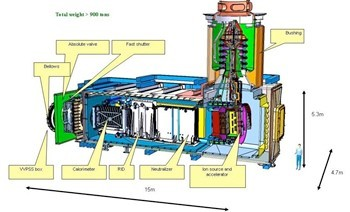 Total weight > 900 tons
Bushing
Absolute valve
Fast shutter
Bellows
5.3m
4.7m
VVPSS box
Calorimeter
RID
Neutralizer
Ion source and
accelerator
15m